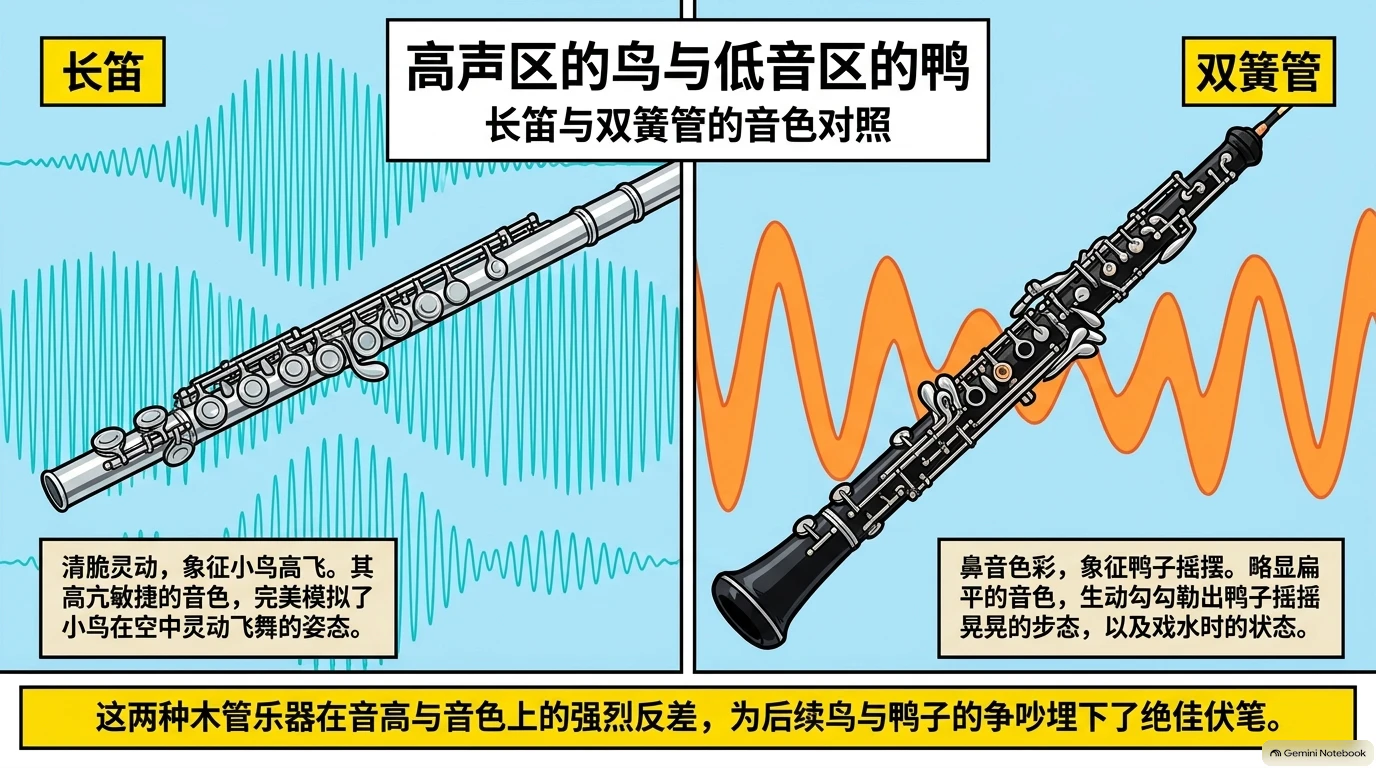 长笛
高声区的鸟与低音区的鸭
长笛与双簧管的音色对照
双簧管
清脆灵动，象征小鸟高飞。其
高亢敏捷的音色，完美模拟了
小鸟在空中灵动飞舞的姿态。
鼻音色彩，象征鸭子摇摆。略显扁
平的音色，生动勾勾勒出鸭子摇摇
晃晃的步态，以及戏水时的状态。
这两种木管乐器在音高与音色上的强烈反差，为后续鸟与鸭子的争吵埋下了绝佳伏笔。
Gemini Notebook